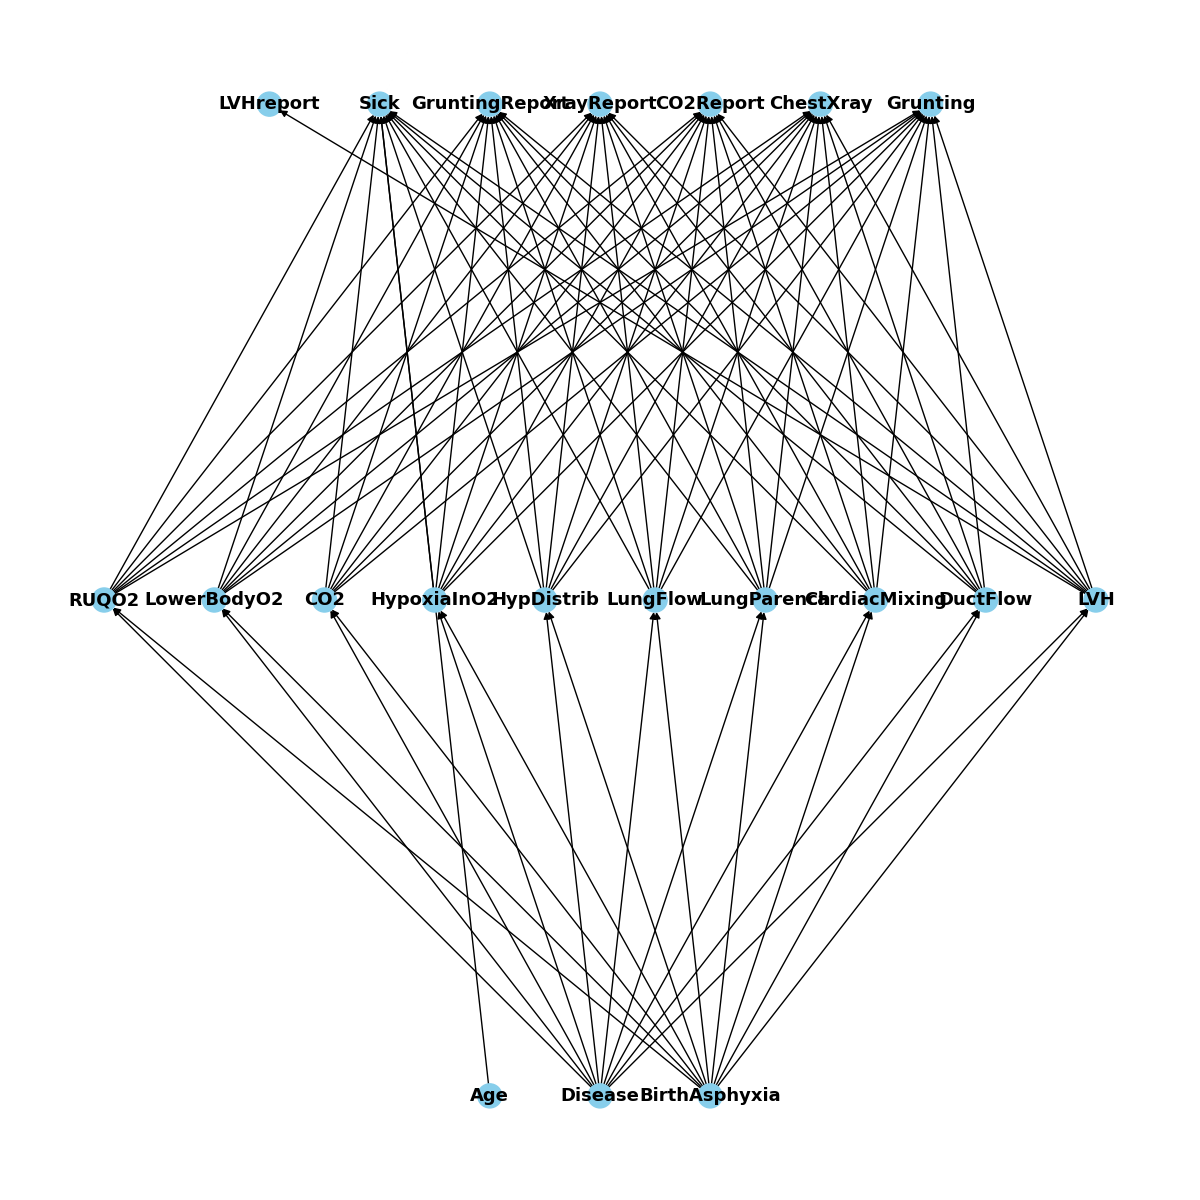 LVHreport Sick GruntingReport XrayReport CO2Report ChestXray Grunting
RUQO2 LowerBodyO2 CO2 HypoxiaInO2 HypDistrib LungFlow LungParench CardiacMixing DuctFlow LVH
Age Disease BirthAsphyxia